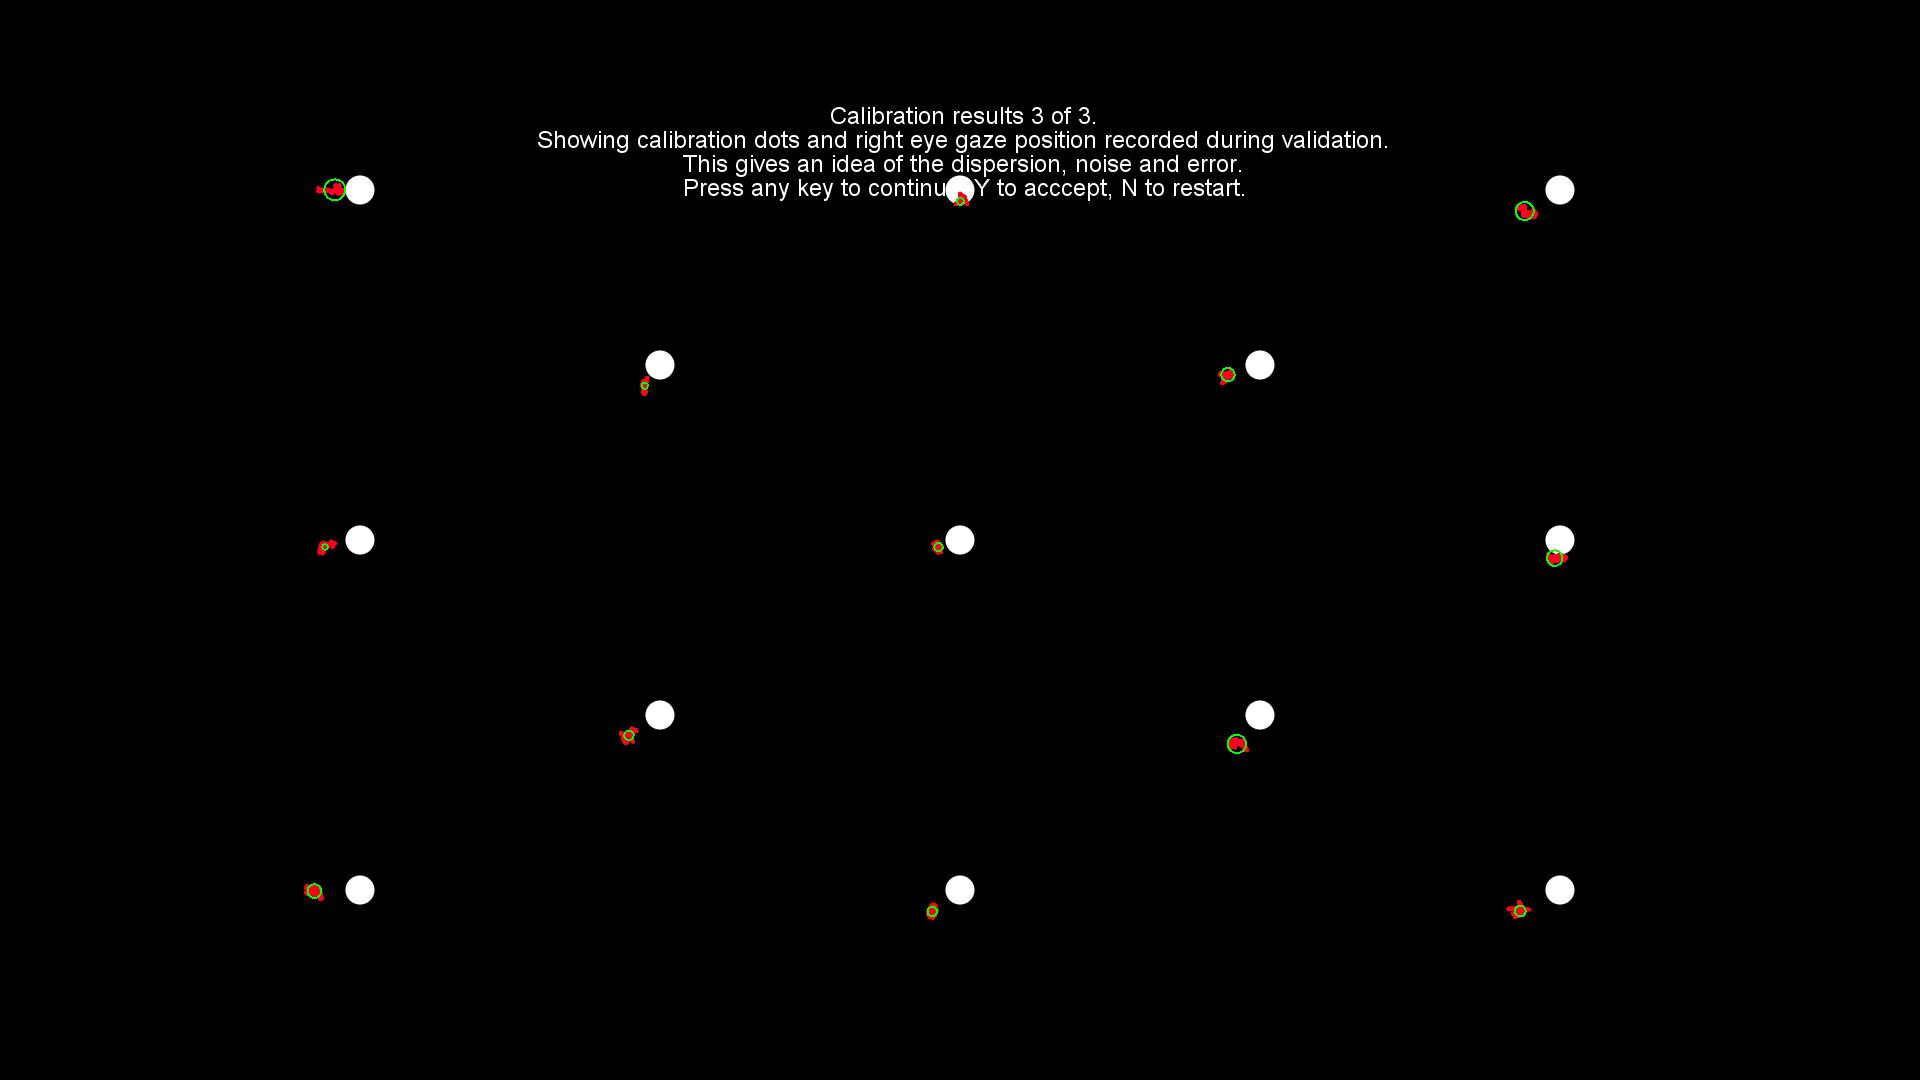 Calibration results 3 of 3.
Showing calibration dots and right eye gaze position recorded during validation.
This gives an idea of the dispersion, noise and error.
Press any key to continu Y to acccept, N to restart.